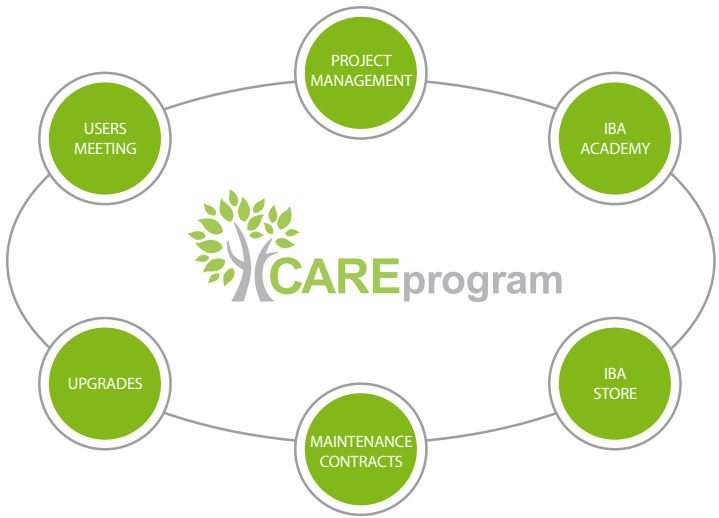 PROJECT
MANAGEMENT
USERS
MEETING
IBA
ACADEMY
CAREprogram
UPGRADES
IBA
STORE
MAINTENANCE
CONTRACTS